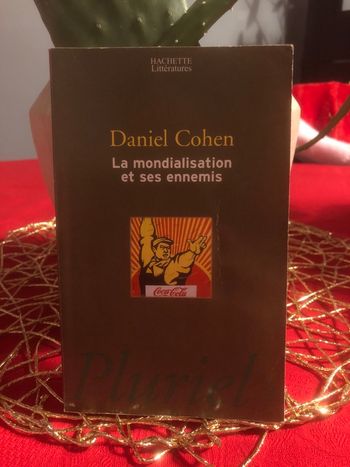 HACHETTE
Littératures
Daniel Cohen
La mondialisation
et ses ennemis
Coca-Cola
Pluriel